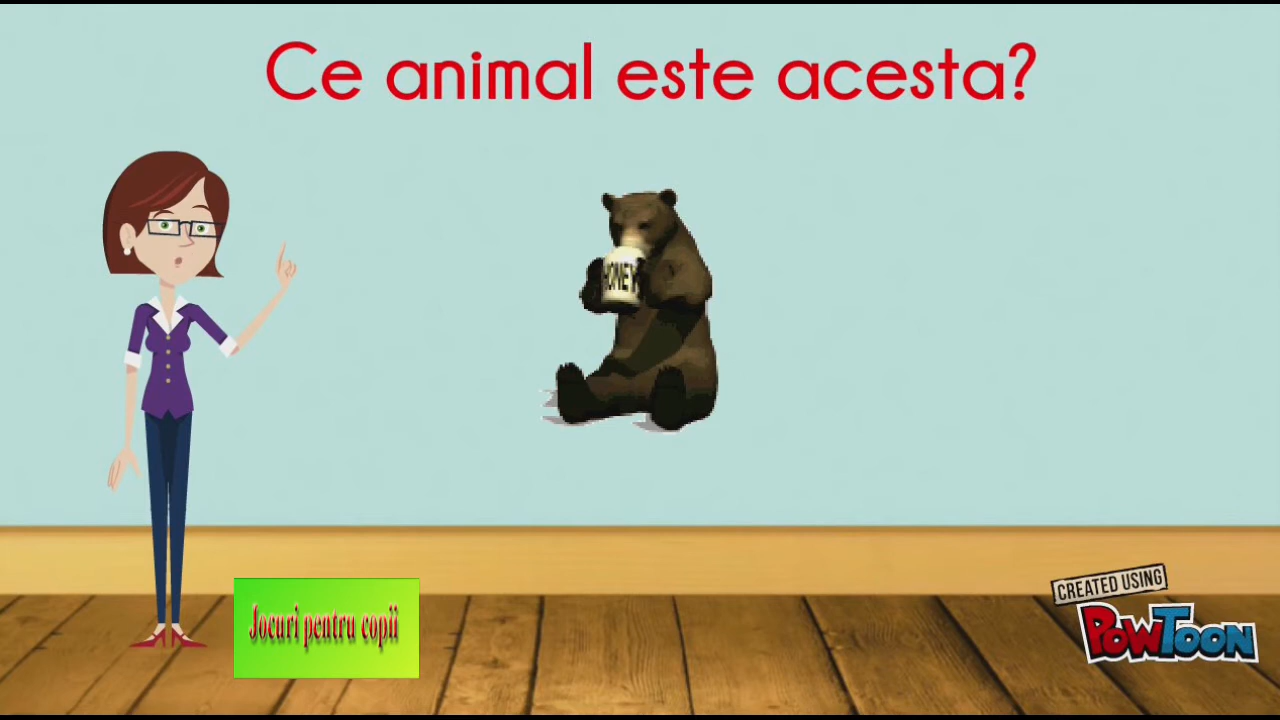 Ce animal este acesta?
HONEY
Jocuri pentru copii
CREATED USING
POWTOON